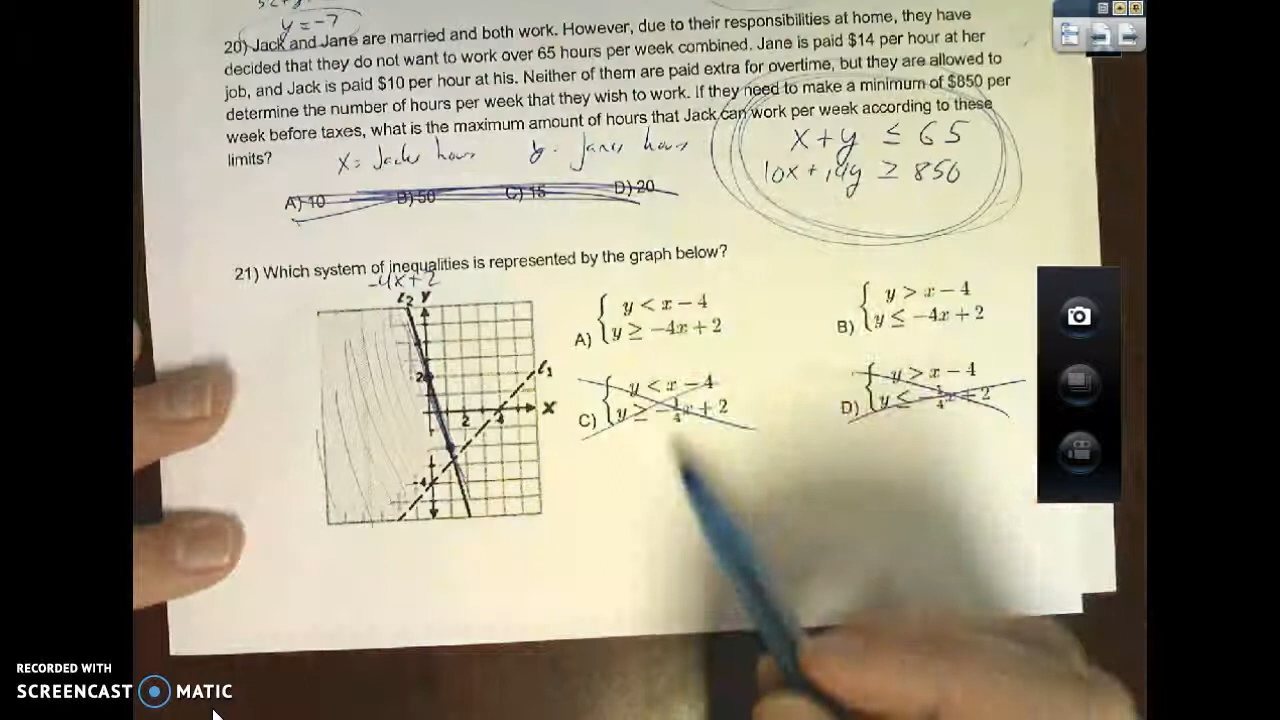 y = -7
20) Jack and Jane are married and both work. However, due to their responsibilities at home, they have
decided that they do not want to work over 65 hours per week combined. Jane is paid $14 per hour at her
job, and Jack is paid $10 per hour at his. Neither of them are paid extra for overtime, but they are allowed to
determine the number of hours per week that they wish to work. If they need to make a minimum of $850 per
week before taxes, what is the maximum amount of hours that Jack can work per week according to these
limits?
x = Jacks hours y = Janes hours
x + y ≤ 65
10x + 14y ≥ 850
A) 10 B) 50 C) 15 D) 20
21) Which system of inequalities is represented by the graph below?
-4x+2
l2 y
2
l1
x
2 4
-4
A) { y < x − 4
y ≥ −4x + 2
B) { y > x − 4
y ≤ −4x + 2
C) { y < x − 4
y ≥ −1/4x + 2
D) { y > x − 4
y ≤ −1/4x + 2
RECORDED WITH
SCREENCAST MATIC